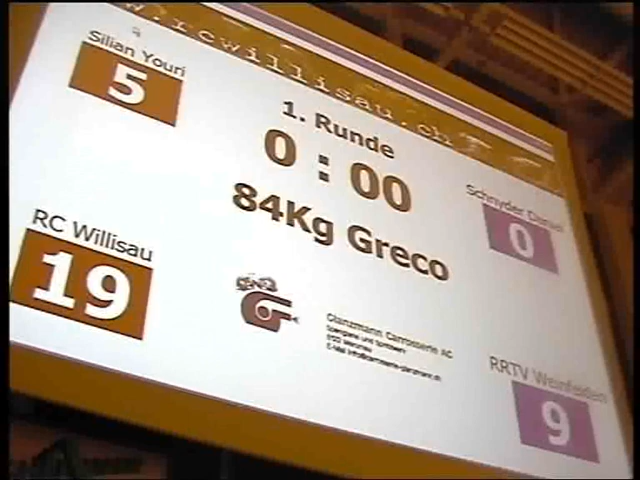 w.rcwillisau.ch
Silian Youri
5
1. Runde
0 : 00
84Kg Greco
Schnyder Daniel
0
RC Willisau
19
Glanzmann Carrosserie AG
RRTV Weinfelden
9